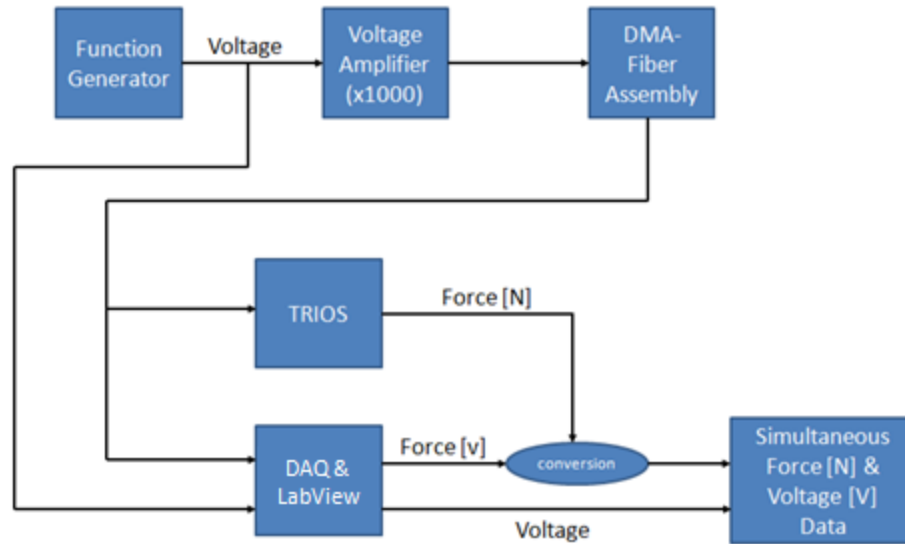 Function
Generator
Voltage
Voltage
Amplifier
(x1000)
DMA-
Fiber
Assembly
TRIOS
Force [N]
DAQ &
LabView
Force [v]
conversion
Voltage
Simultaneous
Force [N] &
Voltage [V]
Data